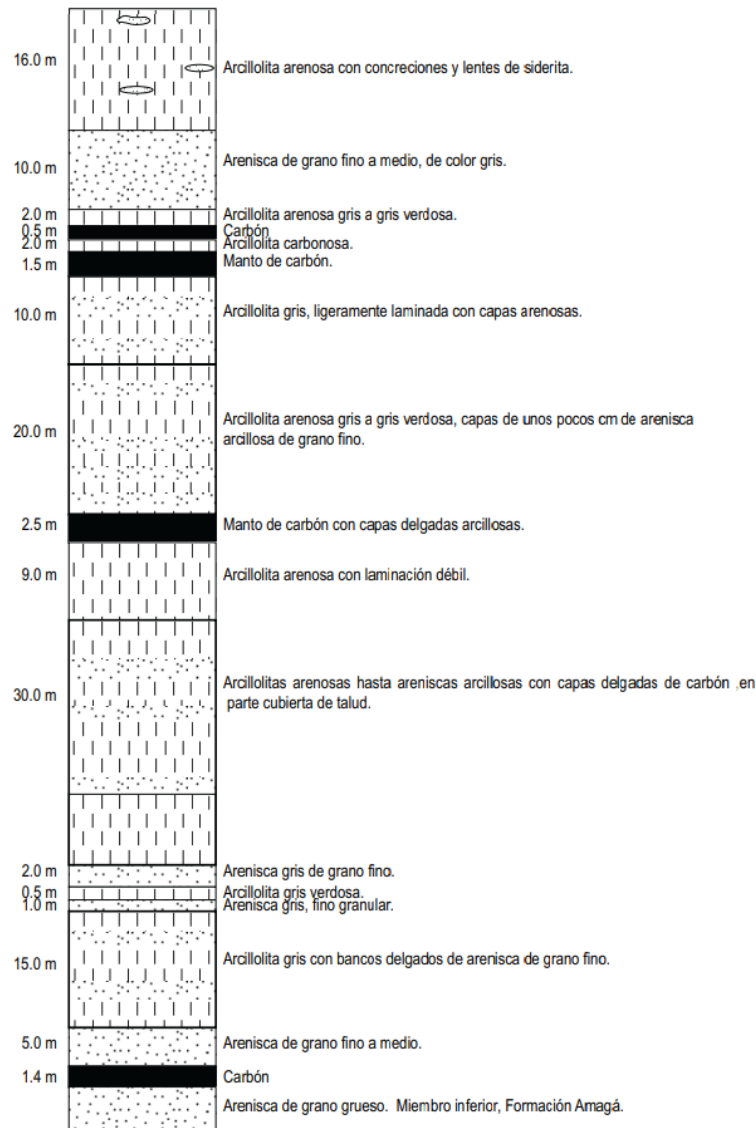 16.0 m Arcillolita arenosa con concreciones y lentes de siderita.
10.0 m Arenisca de grano fino a medio, de color gris.
2.0 m Arcillolita arenosa gris a gris verdosa.
0.5 m Carbón
2.0 m Arcillolita carbonosa.
1.5 m Manto de carbón.
10.0 m Arcillolita gris, ligeramente laminada con capas arenosas.
20.0 m Arcillolita arenosa gris a gris verdosa, capas de unos pocos cm de arenisca
arcillosa de grano fino.
2.5 m Manto de carbón con capas delgadas arcillosas.
9.0 m Arcillolita arenosa con laminación débil.
30.0 m Arcillolitas arenosas hasta areniscas arcillosas con capas delgadas de carbón ,en
parte cubierta de talud.
2.0 m Arenisca gris de grano fino.
0.5 m Arcillolita gris verdosa.
1.0 m Arenisca gris, fino granular.
15.0 m Arcillolita gris con bancos delgados de arenisca de grano fino.
5.0 m Arenisca de grano fino a medio.
1.4 m Carbón
Arenisca de grano grueso. Miembro inferior, Formación Amagá.